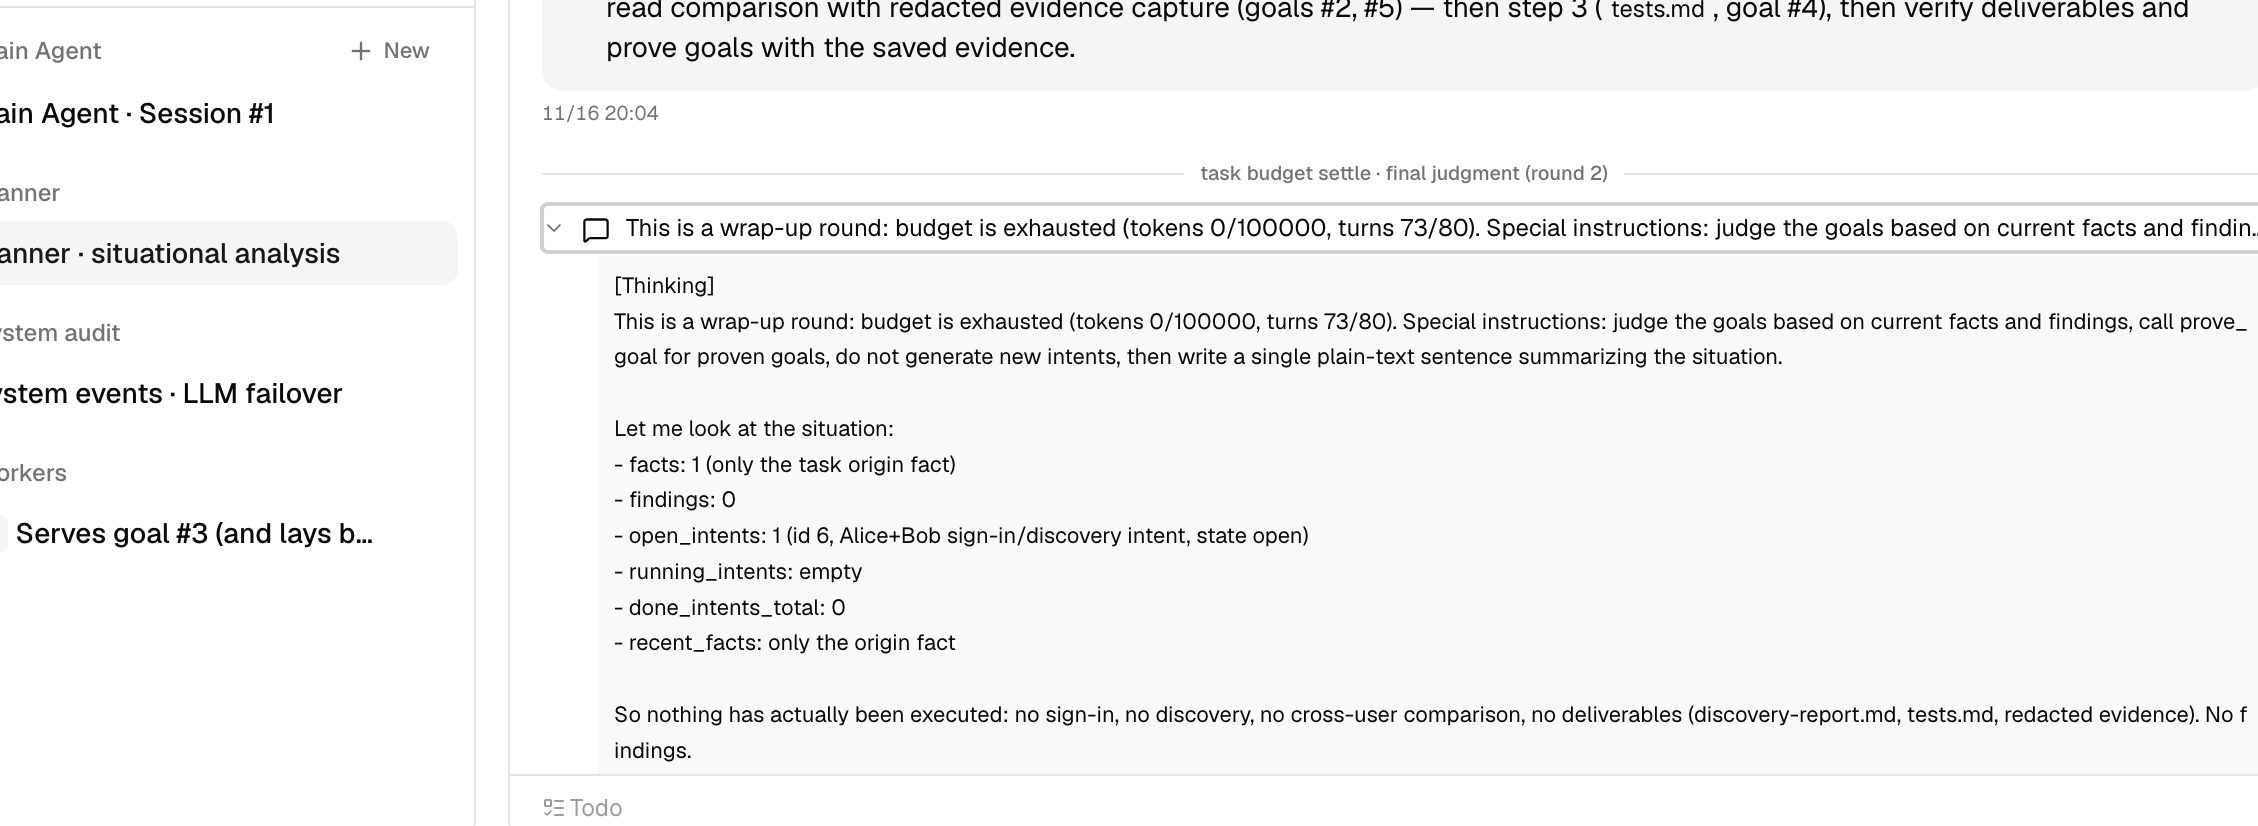 ain Agent
+ New
ain Agent · Session #1
anner
anner · situational analysis
ystem audit
ystem events · LLM failover
orkers
Serves goal #3 (and lays b...
read comparison with redacted evidence capture (goals #2, #5) — then step 3 ( tests.md , goal #4), then verify deliverables and
prove goals with the saved evidence.
11/16 20:04
task budget settle · final judgment (round 2)
This is a wrap-up round: budget is exhausted (tokens 0/100000, turns 73/80). Special instructions: judge the goals based on current facts and findin..
[Thinking]
This is a wrap-up round: budget is exhausted (tokens 0/100000, turns 73/80). Special instructions: judge the goals based on current facts and findings, call prove_
goal for proven goals, do not generate new intents, then write a single plain-text sentence summarizing the situation.
Let me look at the situation:
- facts: 1 (only the task origin fact)
- findings: 0
- open_intents: 1 (id 6, Alice+Bob sign-in/discovery intent, state open)
- running_intents: empty
- done_intents_total: 0
- recent_facts: only the origin fact
So nothing has actually been executed: no sign-in, no discovery, no cross-user comparison, no deliverables (discovery-report.md, tests.md, redacted evidence). No f
indings.
Todo